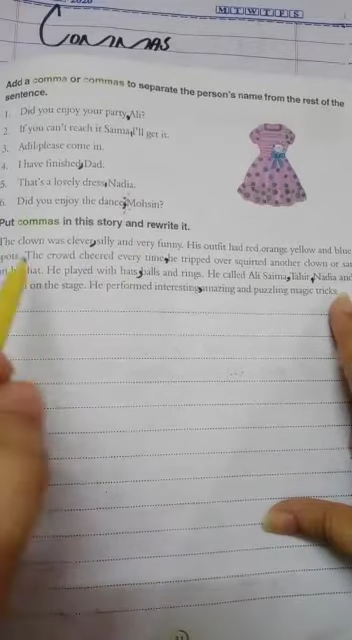 2020
M T W T F S
Commas
Add a comma or commas to separate the person's name from the rest of the
sentence.
1. Did you enjoy your party, Ali?
2. If you can't reach it Saima, I'll get it.
3. Adil, please come in.
4. I have finished, Dad.
5. That's a lovely dress, Nadia.
6. Did you enjoy the dance, Mohsin?
Put commas in this story and rewrite it.
The clown was clever, silly and very funny. His outfit had red, orange, yellow and blue
spots. The crowd cheered every time, he tripped over squirted another clown or
hat. He played with hats, balls and rings. He called Ali Saima, Tahir, Nadia and
on the stage. He performed interesting, amazing and puzzling magic tricks.